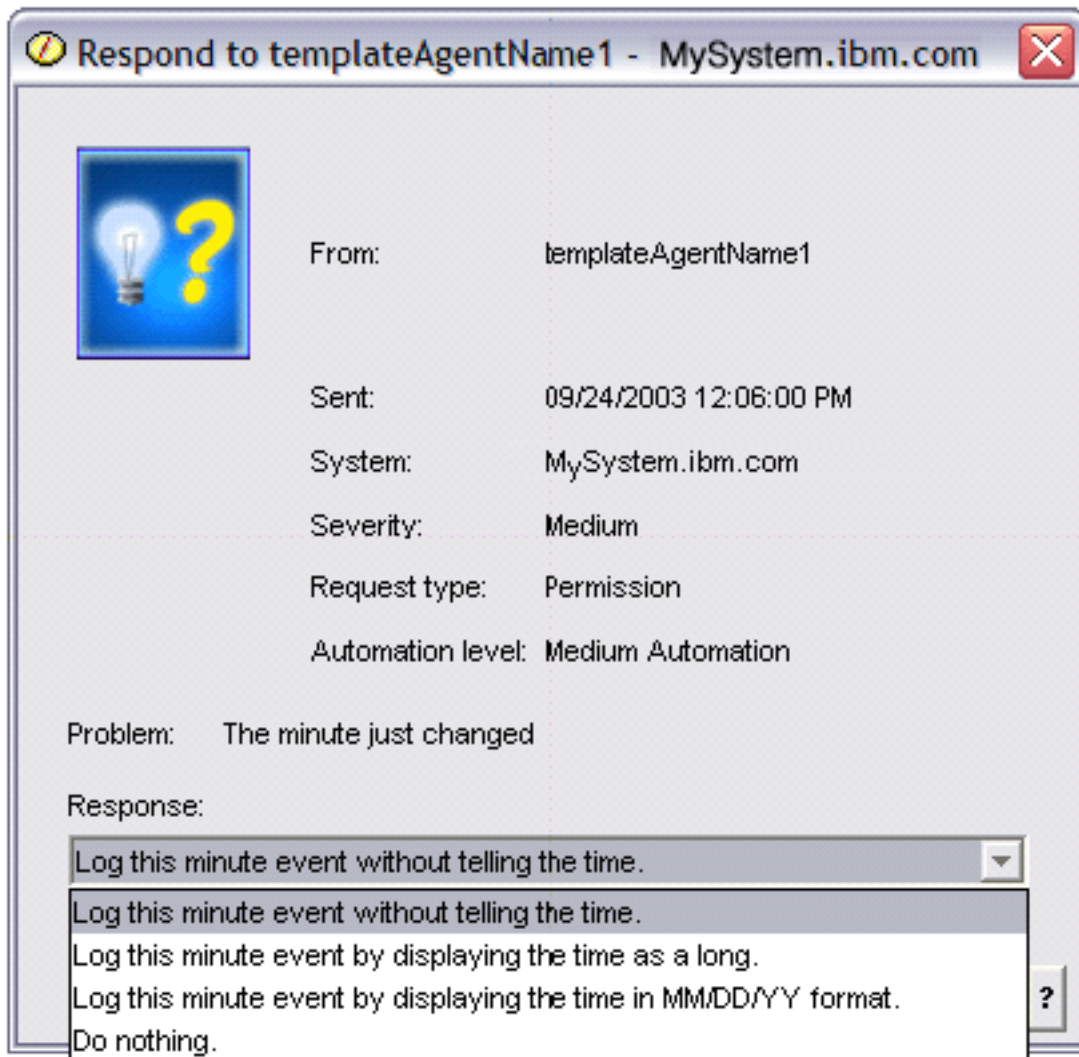 Respond to templateAgentName1 - MySystem.ibm.com
From: templateAgentName1
Sent: 09/24/2003 12:06:00 PM
System: MySystem.ibm.com
Severity: Medium
Request type: Permission
Automation level: Medium Automation
Problem: The minute just changed
Response:
Log this minute event without telling the time.
Log this minute event without telling the time.
Log this minute event by displaying the time as a long.
Log this minute event by displaying the time in MM/DD/YY format.
?
Do nothing.